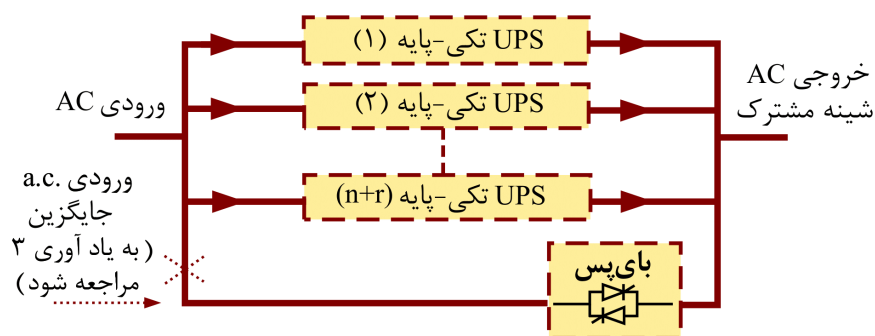 UPS تکی-پایه (۱)
UPS تکی-پایه (۲)
UPS تکی-پایه (n+r)
ورودی AC
خروجی AC
شینه مشترک
ورودی a.c.
جایگزین
(به یاد آوری ۳
مراجعه شود)
بای‌پس